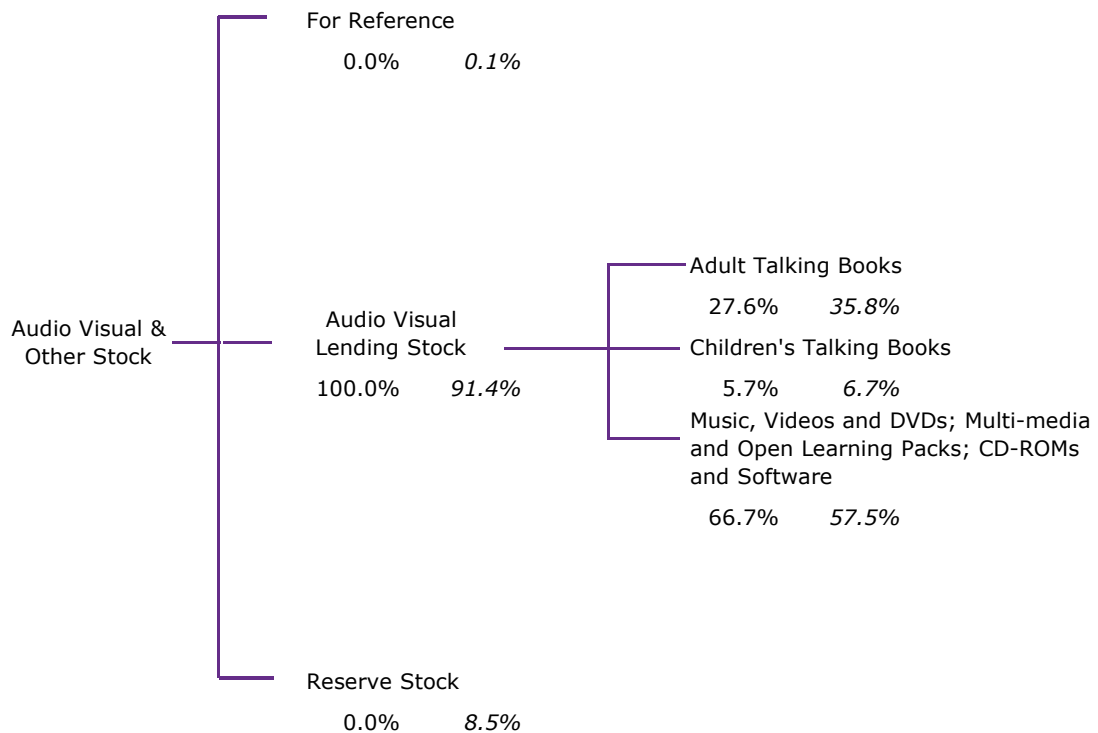 For Reference
0.0% 0.1%
Adult Talking Books
27.6% 35.8%
Audio Visual &
Other Stock
Audio Visual
Lending Stock
100.0% 91.4%
Children's Talking Books
5.7% 6.7%
Music, Videos and DVDs; Multi-media
and Open Learning Packs; CD-ROMs
and Software
66.7% 57.5%
Reserve Stock
0.0% 8.5%